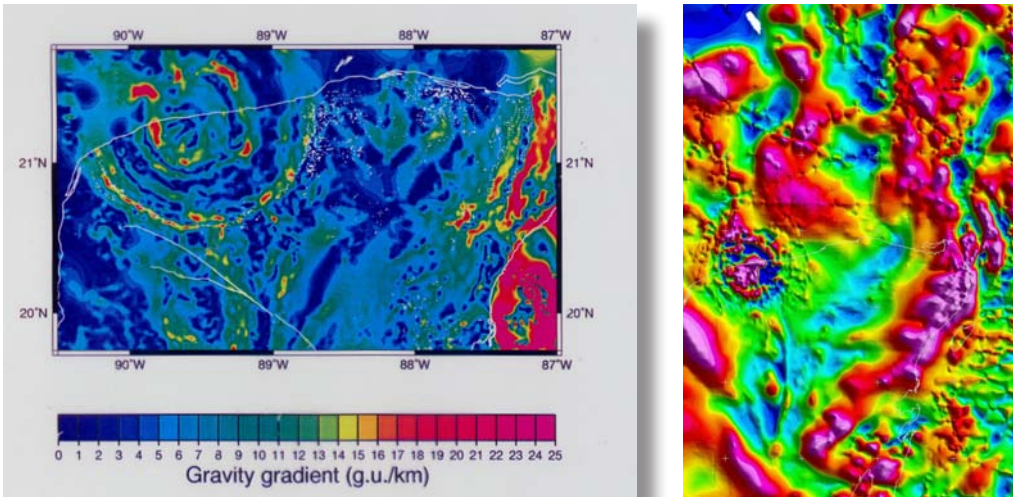 90˚W 89˚W 88˚W 87˚W
21˚N 21˚N
20˚N 20˚N
90˚W 89˚W 88˚W 87˚W
0 1 2 3 4 5 6 7 8 9 10 11 12 13 14 15 16 17 18 19 20 21 22 23 24 25
Gravity gradient (g.u./km)